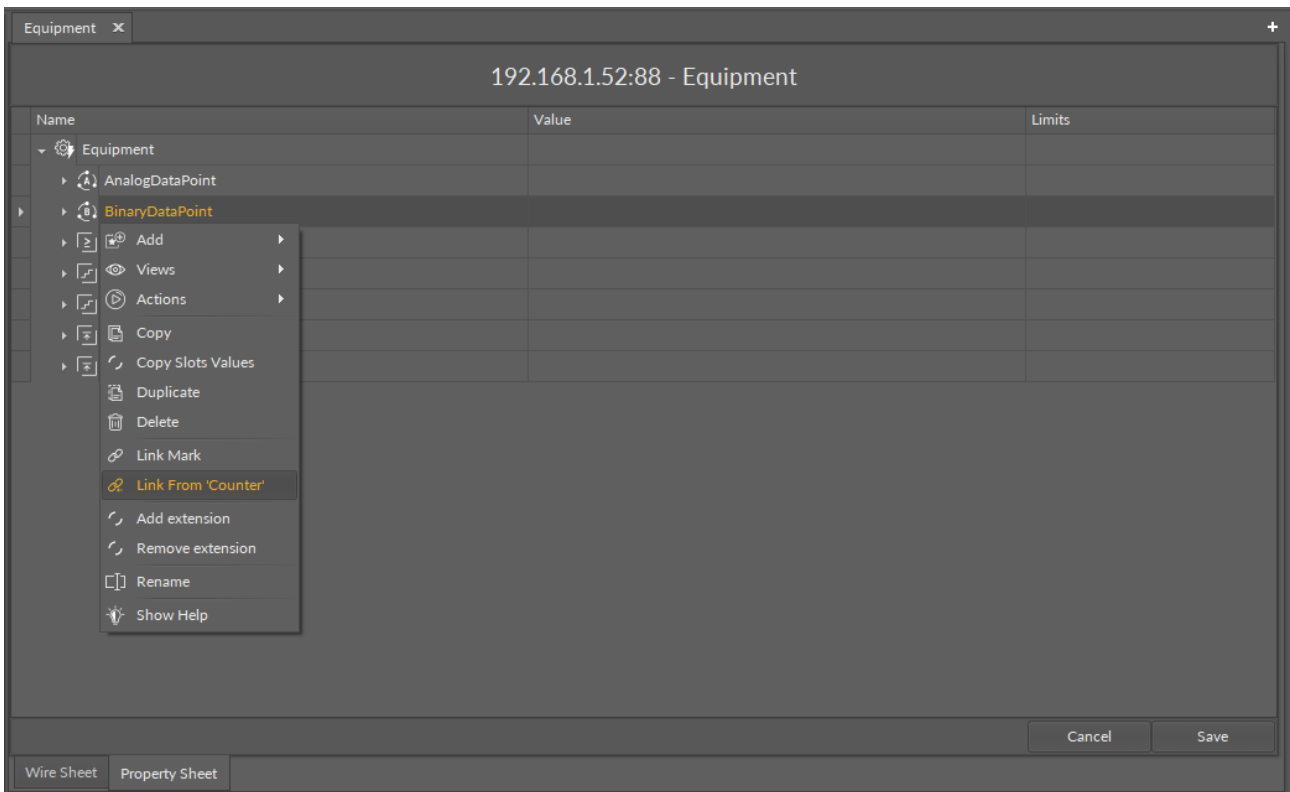 Equipment
192.168.1.52:88 - Equipment
Name Value Limits
Equipment
A AnalogDataPoint
B BinaryDataPoint
Add
Views
Actions
Copy
Copy Slots Values
Duplicate
Delete
Link Mark
Link From 'Counter'
Add extension
Remove extension
Rename
Show Help
Cancel Save
Wire Sheet Property Sheet